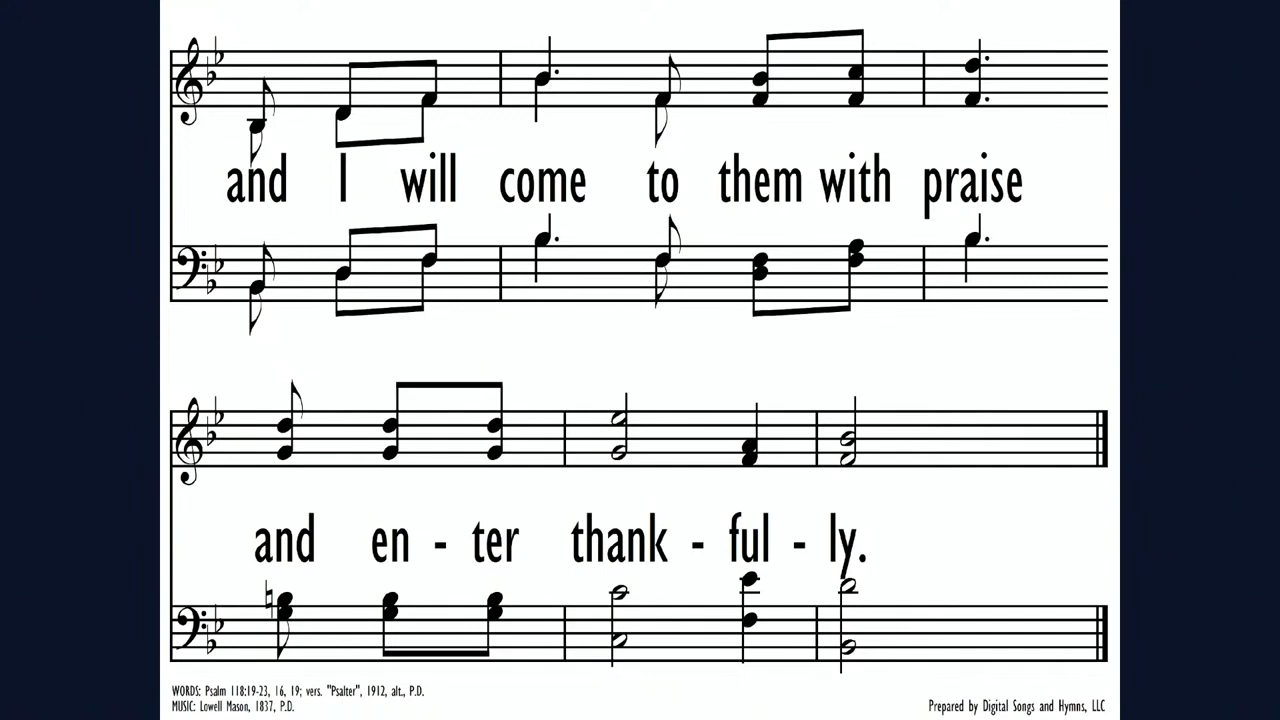 and I will come to them with praise
and en - ter thank - ful - ly.
WORDS: Psalm 118:19-23, 16, 19; vers. "Psalter", 1912, alt., P.D.
MUSIC: Lowell Mason, 1837, P.D.
Prepared by Digital Songs and Hymns, LLC